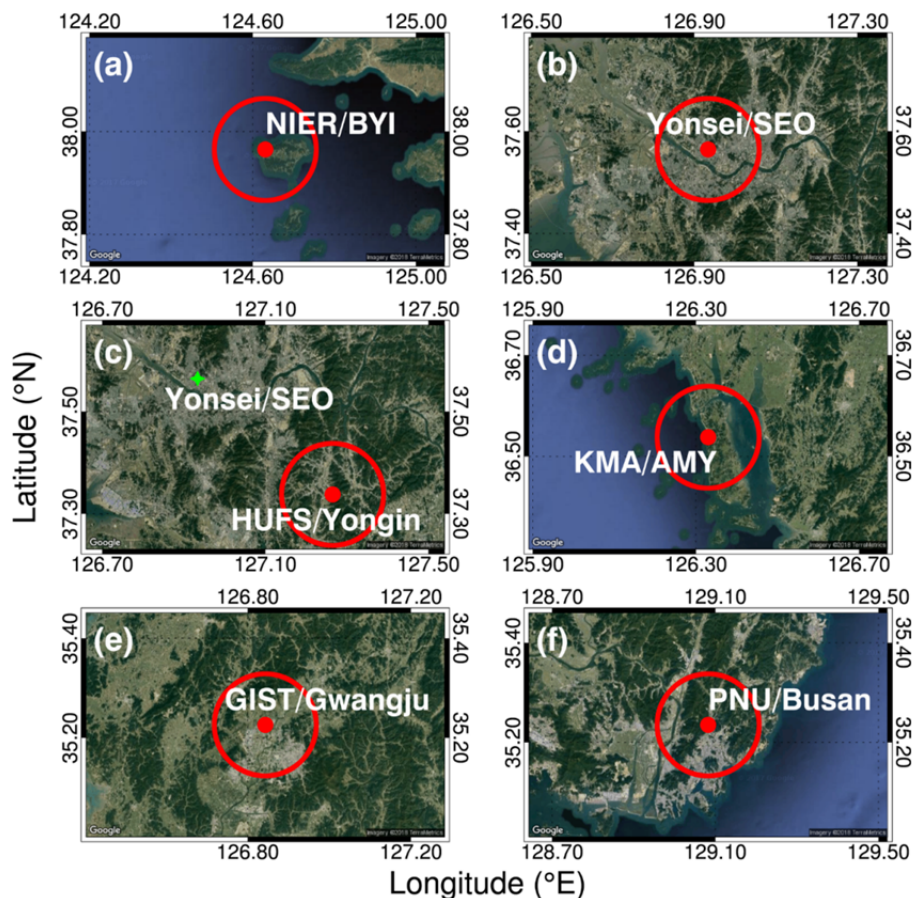 124.20 124.60 125.00
(a)
NIER/BYI
38.00
37.80
38.00
37.80
Google
Imagery ©2018 TerraMetrics
124.20 124.60 125.00
126.50 126.90 127.30
(b)
Yonsei/SEO
37.60
37.40
37.60
37.40
Google
Imagery ©2018 TerraMetrics
126.50 126.90 127.30
126.70 127.10 127.50
(c)
Yonsei/SEO
HUFS/Yongin
37.50
37.30
37.50
37.30
Google
Imagery ©2018 TerraMetrics
126.70 127.10 127.50
125.90 126.30 126.70
(d)
KMA/AMY
36.70
36.50
36.70
36.50
Google
Imagery ©2018 TerraMetrics
125.90 126.30 126.70
Latitude (°N)
126.80 127.20
(e)
GIST/Gwangju
35.40
35.20
35.40
35.20
Google
Imagery ©2018 TerraMetrics
126.80 127.20
128.70 129.10 129.50
(f)
PNU/Busan
35.40
35.20
35.40
35.20
Google
Imagery ©2018 TerraMetrics
128.70 129.10 129.50
Longitude (°E)